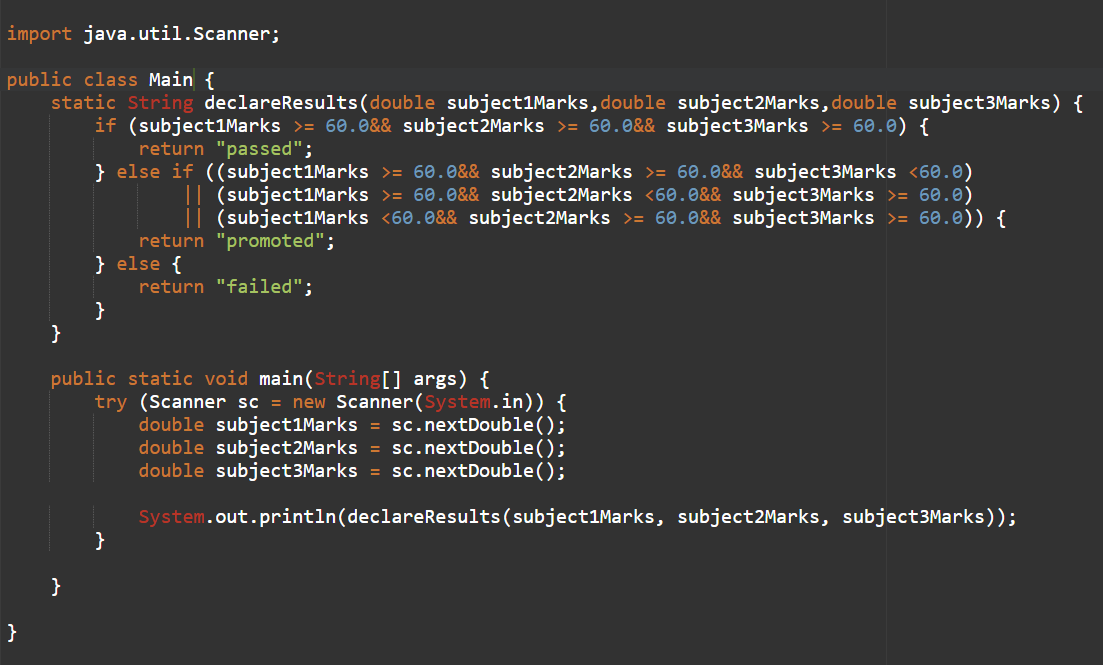 import java.util.Scanner;
public class Main {
static String declareResults(double subject1Marks,double subject2Marks,double subject3Marks) {
if (subject1Marks >= 60.0&& subject2Marks >= 60.0&& subject3Marks >= 60.0) {
return "passed";
} else if ((subject1Marks >= 60.0&& subject2Marks >= 60.0&& subject3Marks <60.0)
|| (subject1Marks >= 60.0&& subject2Marks <60.0&& subject3Marks >= 60.0)
|| (subject1Marks <60.0&& subject2Marks >= 60.0&& subject3Marks >= 60.0)) {
return "promoted";
} else {
return "failed";
}
}
public static void main(String[] args) {
try (Scanner sc = new Scanner(System.in)) {
double subject1Marks = sc.nextDouble();
double subject2Marks = sc.nextDouble();
double subject3Marks = sc.nextDouble();
System.out.println(declareResults(subject1Marks, subject2Marks, subject3Marks));
}
}
}